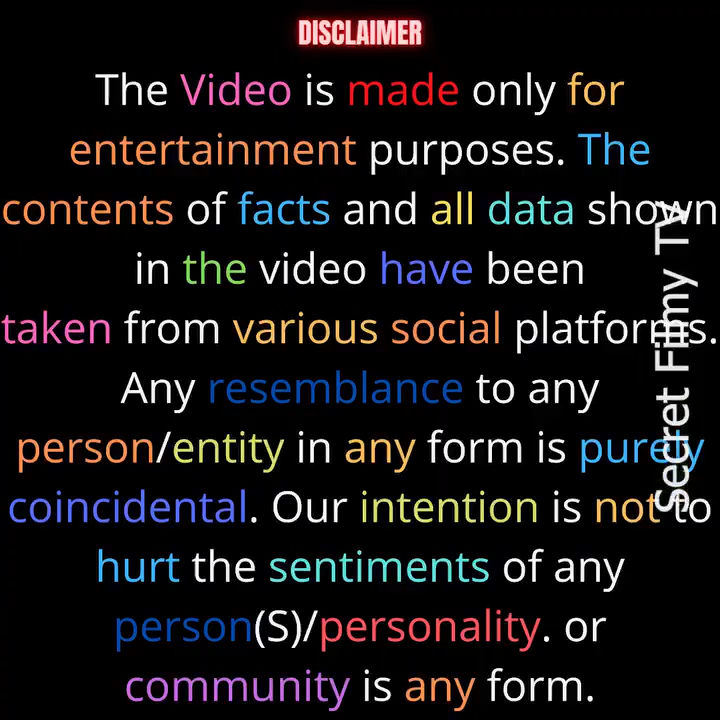 DISCLAIMER
The Video is made only for
entertainment purposes. The
contents of facts and all data shown
in the video have been
taken from various social platforms.
Any resemblance to any
person/entity in any form is purely
coincidental. Our intention is not to
hurt the sentiments of any
person(S)/personality. or
community is any form.
Secret Filmy TV